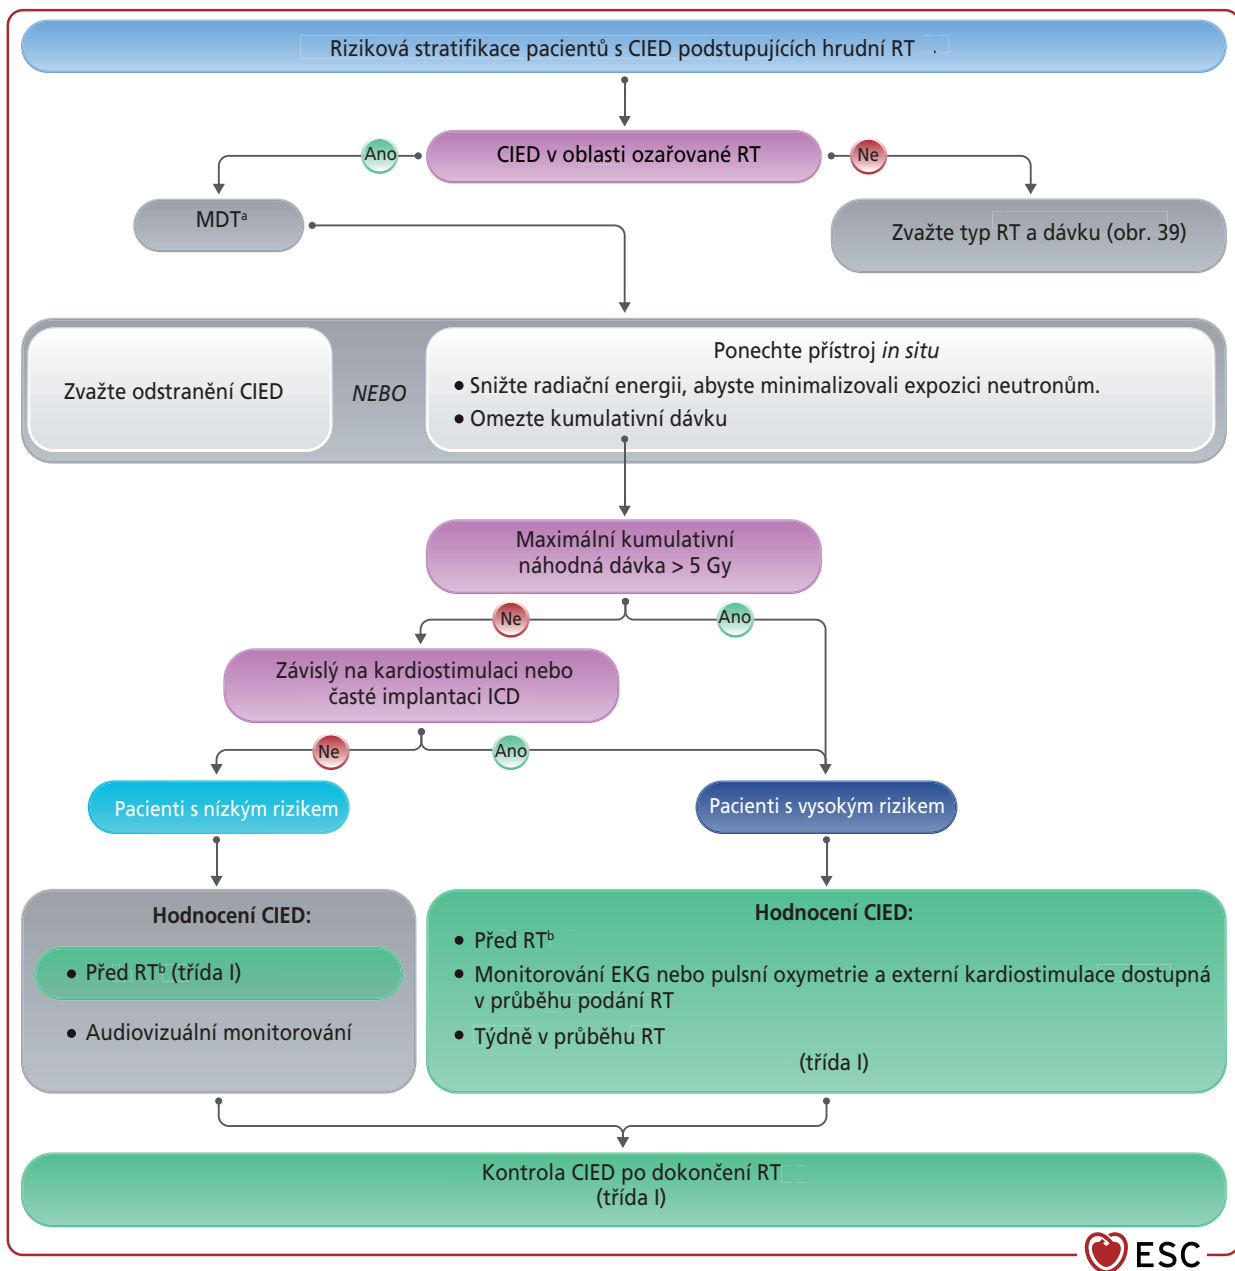 Riziková stratifikace pacientů s CIED podstupujících hrudní RT
Ano
CIED v oblasti ozařované RT
Ne
MDTᵃ
Zvažte typ RT a dávku (obr. 39)
Zvažte odstranění CIED
NEBO
Ponechte přístroj in situ
• Snižte radiační energii, abyste minimalizovali expozici neutronům.
• Omezte kumulativní dávku
Maximální kumulativní
náhodná dávka > 5 Gy
Ne
Ano
Závislý na kardiostimulaci nebo
časté implantaci ICD
Ne
Ano
Pacienti s nízkým rizikem
Pacienti s vysokým rizikem
Hodnocení CIED:
• Před RTᵇ (třída I)
• Audiovizuální monitorování
Hodnocení CIED:
• Před RTᵇ
• Monitorování EKG nebo pulsní oxymetrie a externí kardiostimulace dostupná
v průběhu podání RT
• Týdně v průběhu RT
(třída I)
Kontrola CIED po dokončení RT
(třída I)
ESC